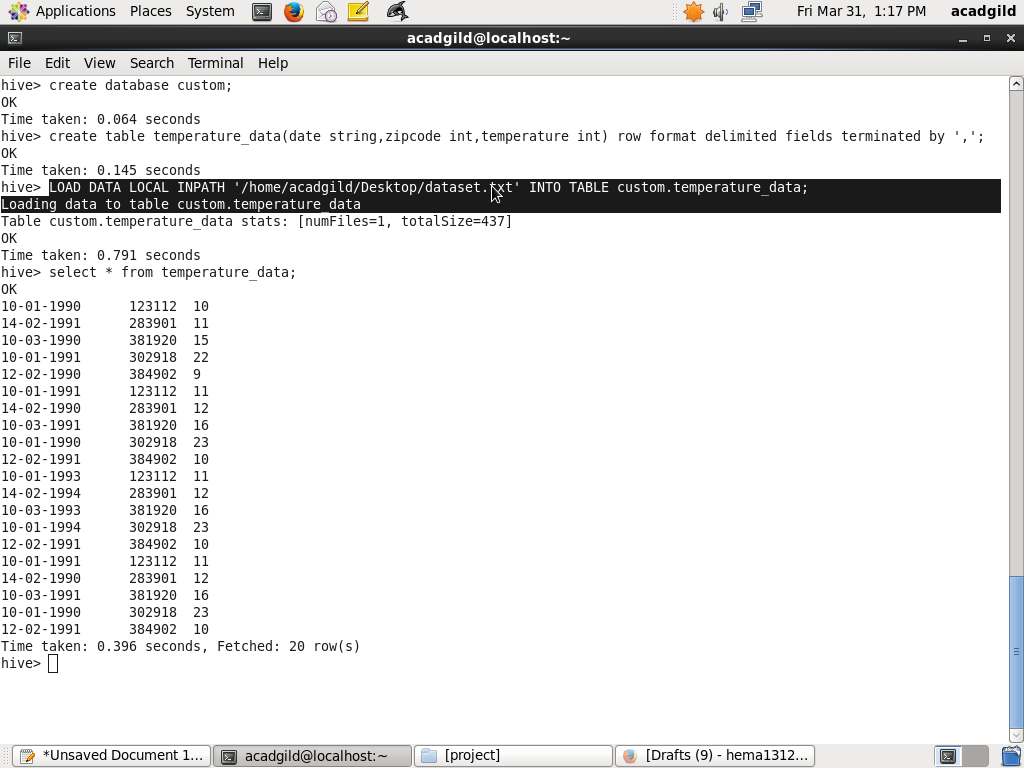 Applications Places System Fri Mar 31, 1:17 PM acadgild
acadgild@localhost:~
File Edit View Search Terminal Help
hive> create database custom;
OK
Time taken: 0.064 seconds
hive> create table temperature_data(date string,zipcode int,temperature int) row format delimited fields terminated by ',';
OK
Time taken: 0.145 seconds
hive> LOAD DATA LOCAL INPATH '/home/acadgild/Desktop/dataset.txt' INTO TABLE custom.temperature_data;
Loading data to table custom.temperature_data
Table custom.temperature_data stats: [numFiles=1, totalSize=437]
OK
Time taken: 0.791 seconds
hive> select * from temperature_data;
OK
10-01-1990 123112 10
14-02-1991 283901 11
10-03-1990 381920 15
10-01-1991 302918 22
12-02-1990 384902 9
10-01-1991 123112 11
14-02-1990 283901 12
10-03-1991 381920 16
10-01-1990 302918 23
12-02-1991 384902 10
10-01-1993 123112 11
14-02-1994 283901 12
10-03-1993 381920 16
10-01-1994 302918 23
12-02-1991 384902 10
10-01-1991 123112 11
14-02-1990 283901 12
10-03-1991 381920 16
10-01-1990 302918 23
12-02-1991 384902 10
Time taken: 0.396 seconds, Fetched: 20 row(s)
hive>
*Unsaved Document 1... acadgild@localhost:~ [project] [Drafts (9) - hema1312...